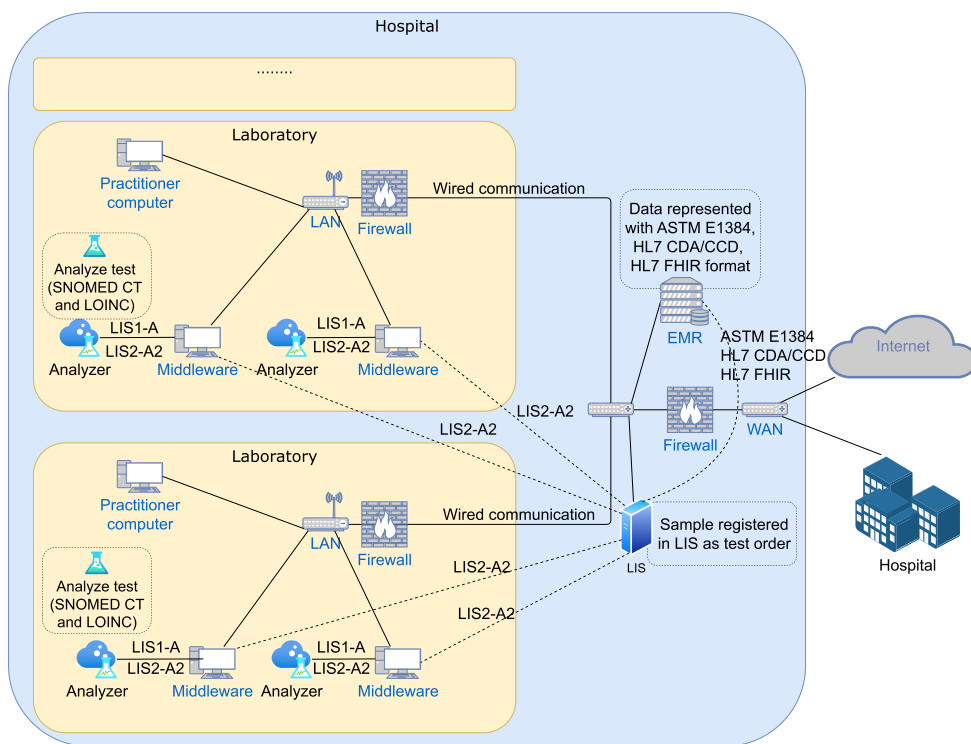 Hospital
........
Laboratory
Practitioner
computer
LAN
Firewall
Wired communication
Analyze test
(SNOMED CT
and LOINC)
Analyzer
LIS1-A
LIS2-A2
Middleware
Analyzer
LIS1-A
LIS2-A2
Middleware
Data represented
with ASTM E1384,
HL7 CDA/CCD,
HL7 FHIR format
EMR
ASTM E1384
HL7 CDA/CCD
HL7 FHIR
Internet
LIS2-A2
LIS2-A2
Firewall
WAN
Laboratory
Practitioner
computer
LAN
Firewall
Wired communication
Sample registered
in LIS as test order
LIS
Hospital
Analyze test
(SNOMED CT
and LOINC)
LIS2-A2
LIS2-A2
Analyzer
LIS1-A
LIS2-A2
Middleware
Analyzer
LIS1-A
LIS2-A2
Middleware